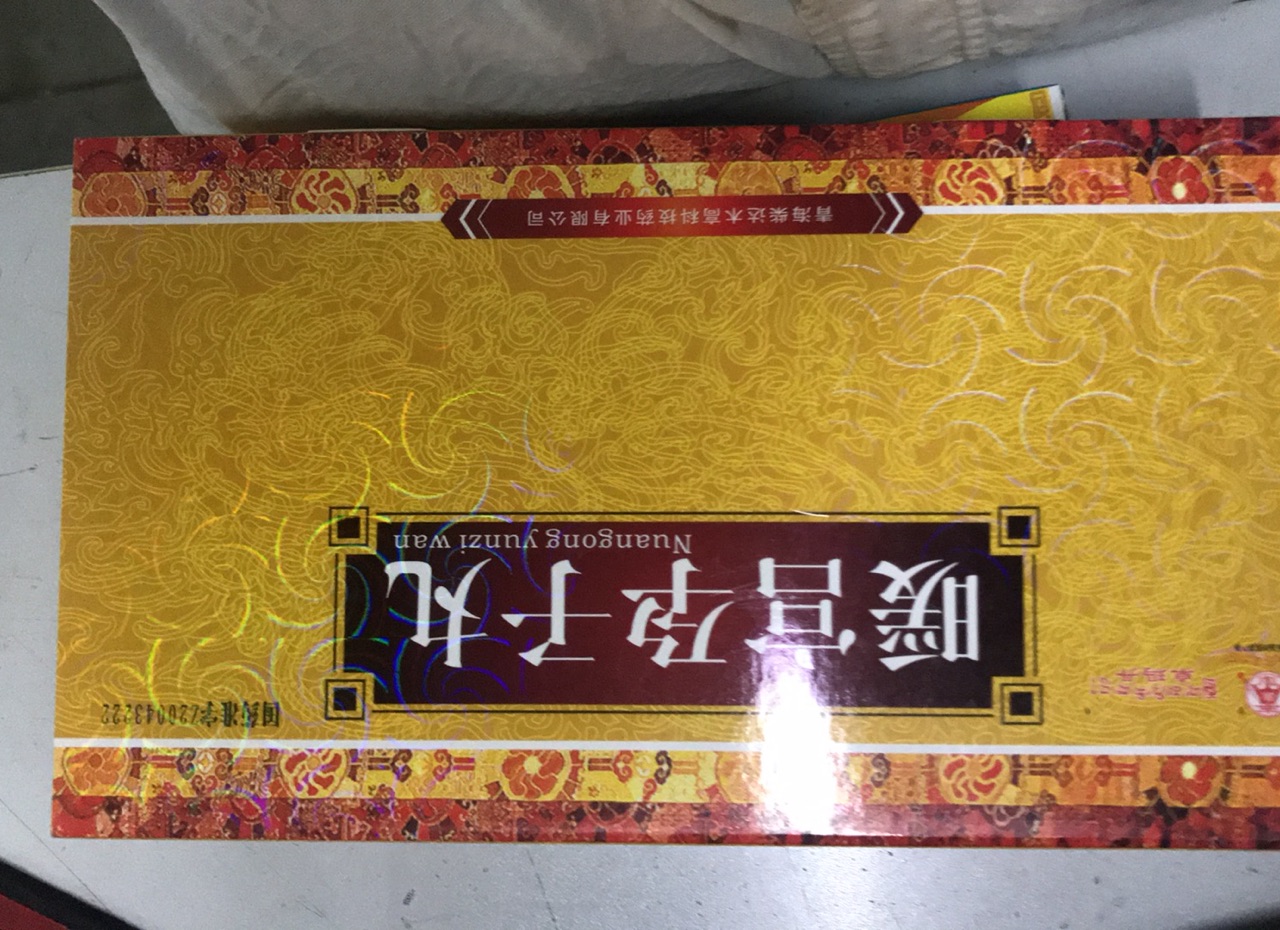 国药准字Z20043222
暖宫孕子丸
Nuangong yunzi wan
青海柴达木高科技药业有限公司